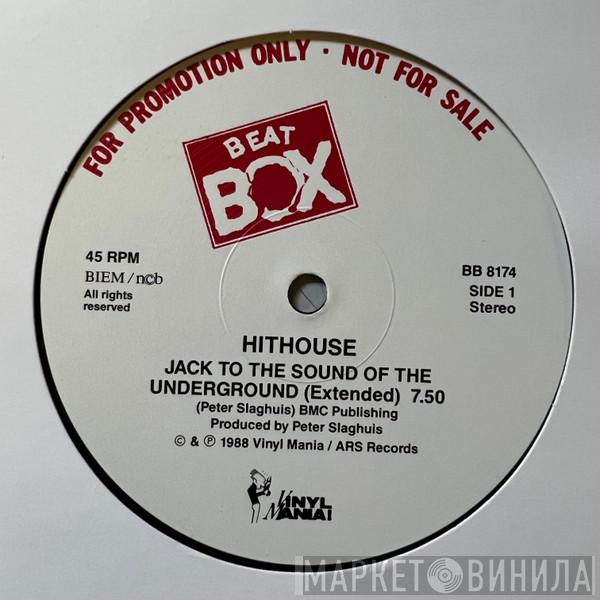 FOR PROMOTION ONLY · NOT FOR SALE
BEAT
BOX
45 RPM
BIEM/ncb
All rights
reserved
BB 8174
SIDE 1
Stereo
HITHOUSE
JACK TO THE SOUND OF THE
UNDERGROUND (Extended) 7.50
(Peter Slaghuis) BMC Publishing
Produced by Peter Slaghuis
© & ℗ 1988 Vinyl Mania / ARS Records
VINYL
MANIA!
МАРКЕТ ВИНИЛА